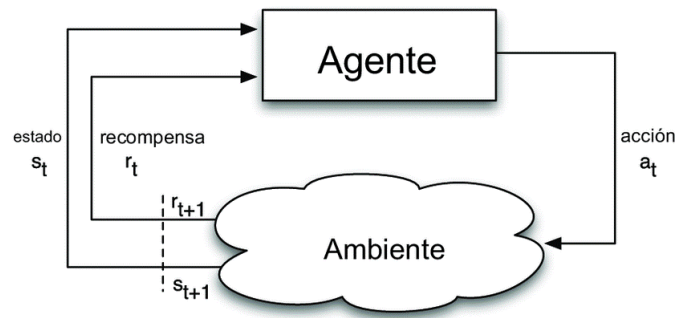 Agente
estado
s_t
recompensa
r_t
acción
a_t
r_t+1
Ambiente
s_t+1